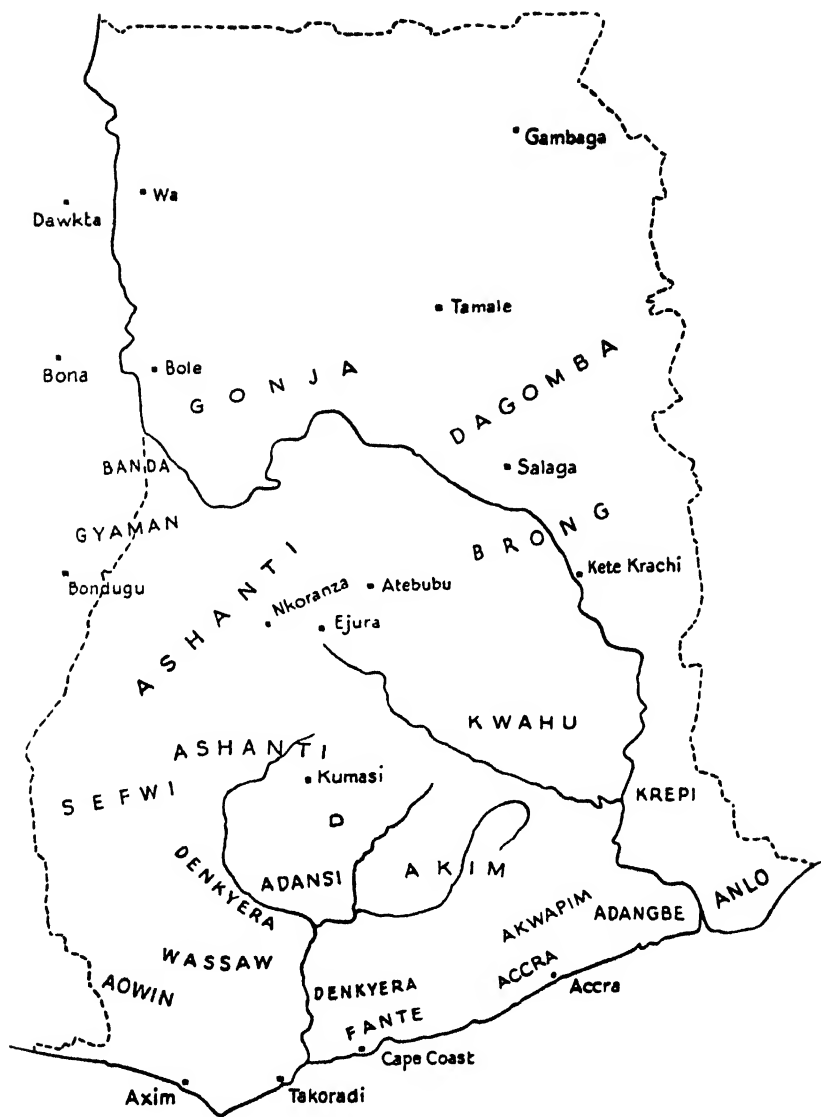 Gambaga
Wa
Dawkta
Tamale
Bona
Bole
GONJA
DAGOMBA
BANDA
Salaga
GYAMAN
BRONG
Bondugu
ASHANTI
Nkoranza
Atebubu
Kete Krachi
Ejura
KWAHU
ASHANTI
SEFWI
Kumasi
KREPI
D
DENKYERA
ADANSI
AKIM
AKWAPIM
ADANGBE
ANLO
WASSAW
AOWIN
DENKYERA
ACCRA
Accra
FANTE
Cape Coast
Axim
Takoradi